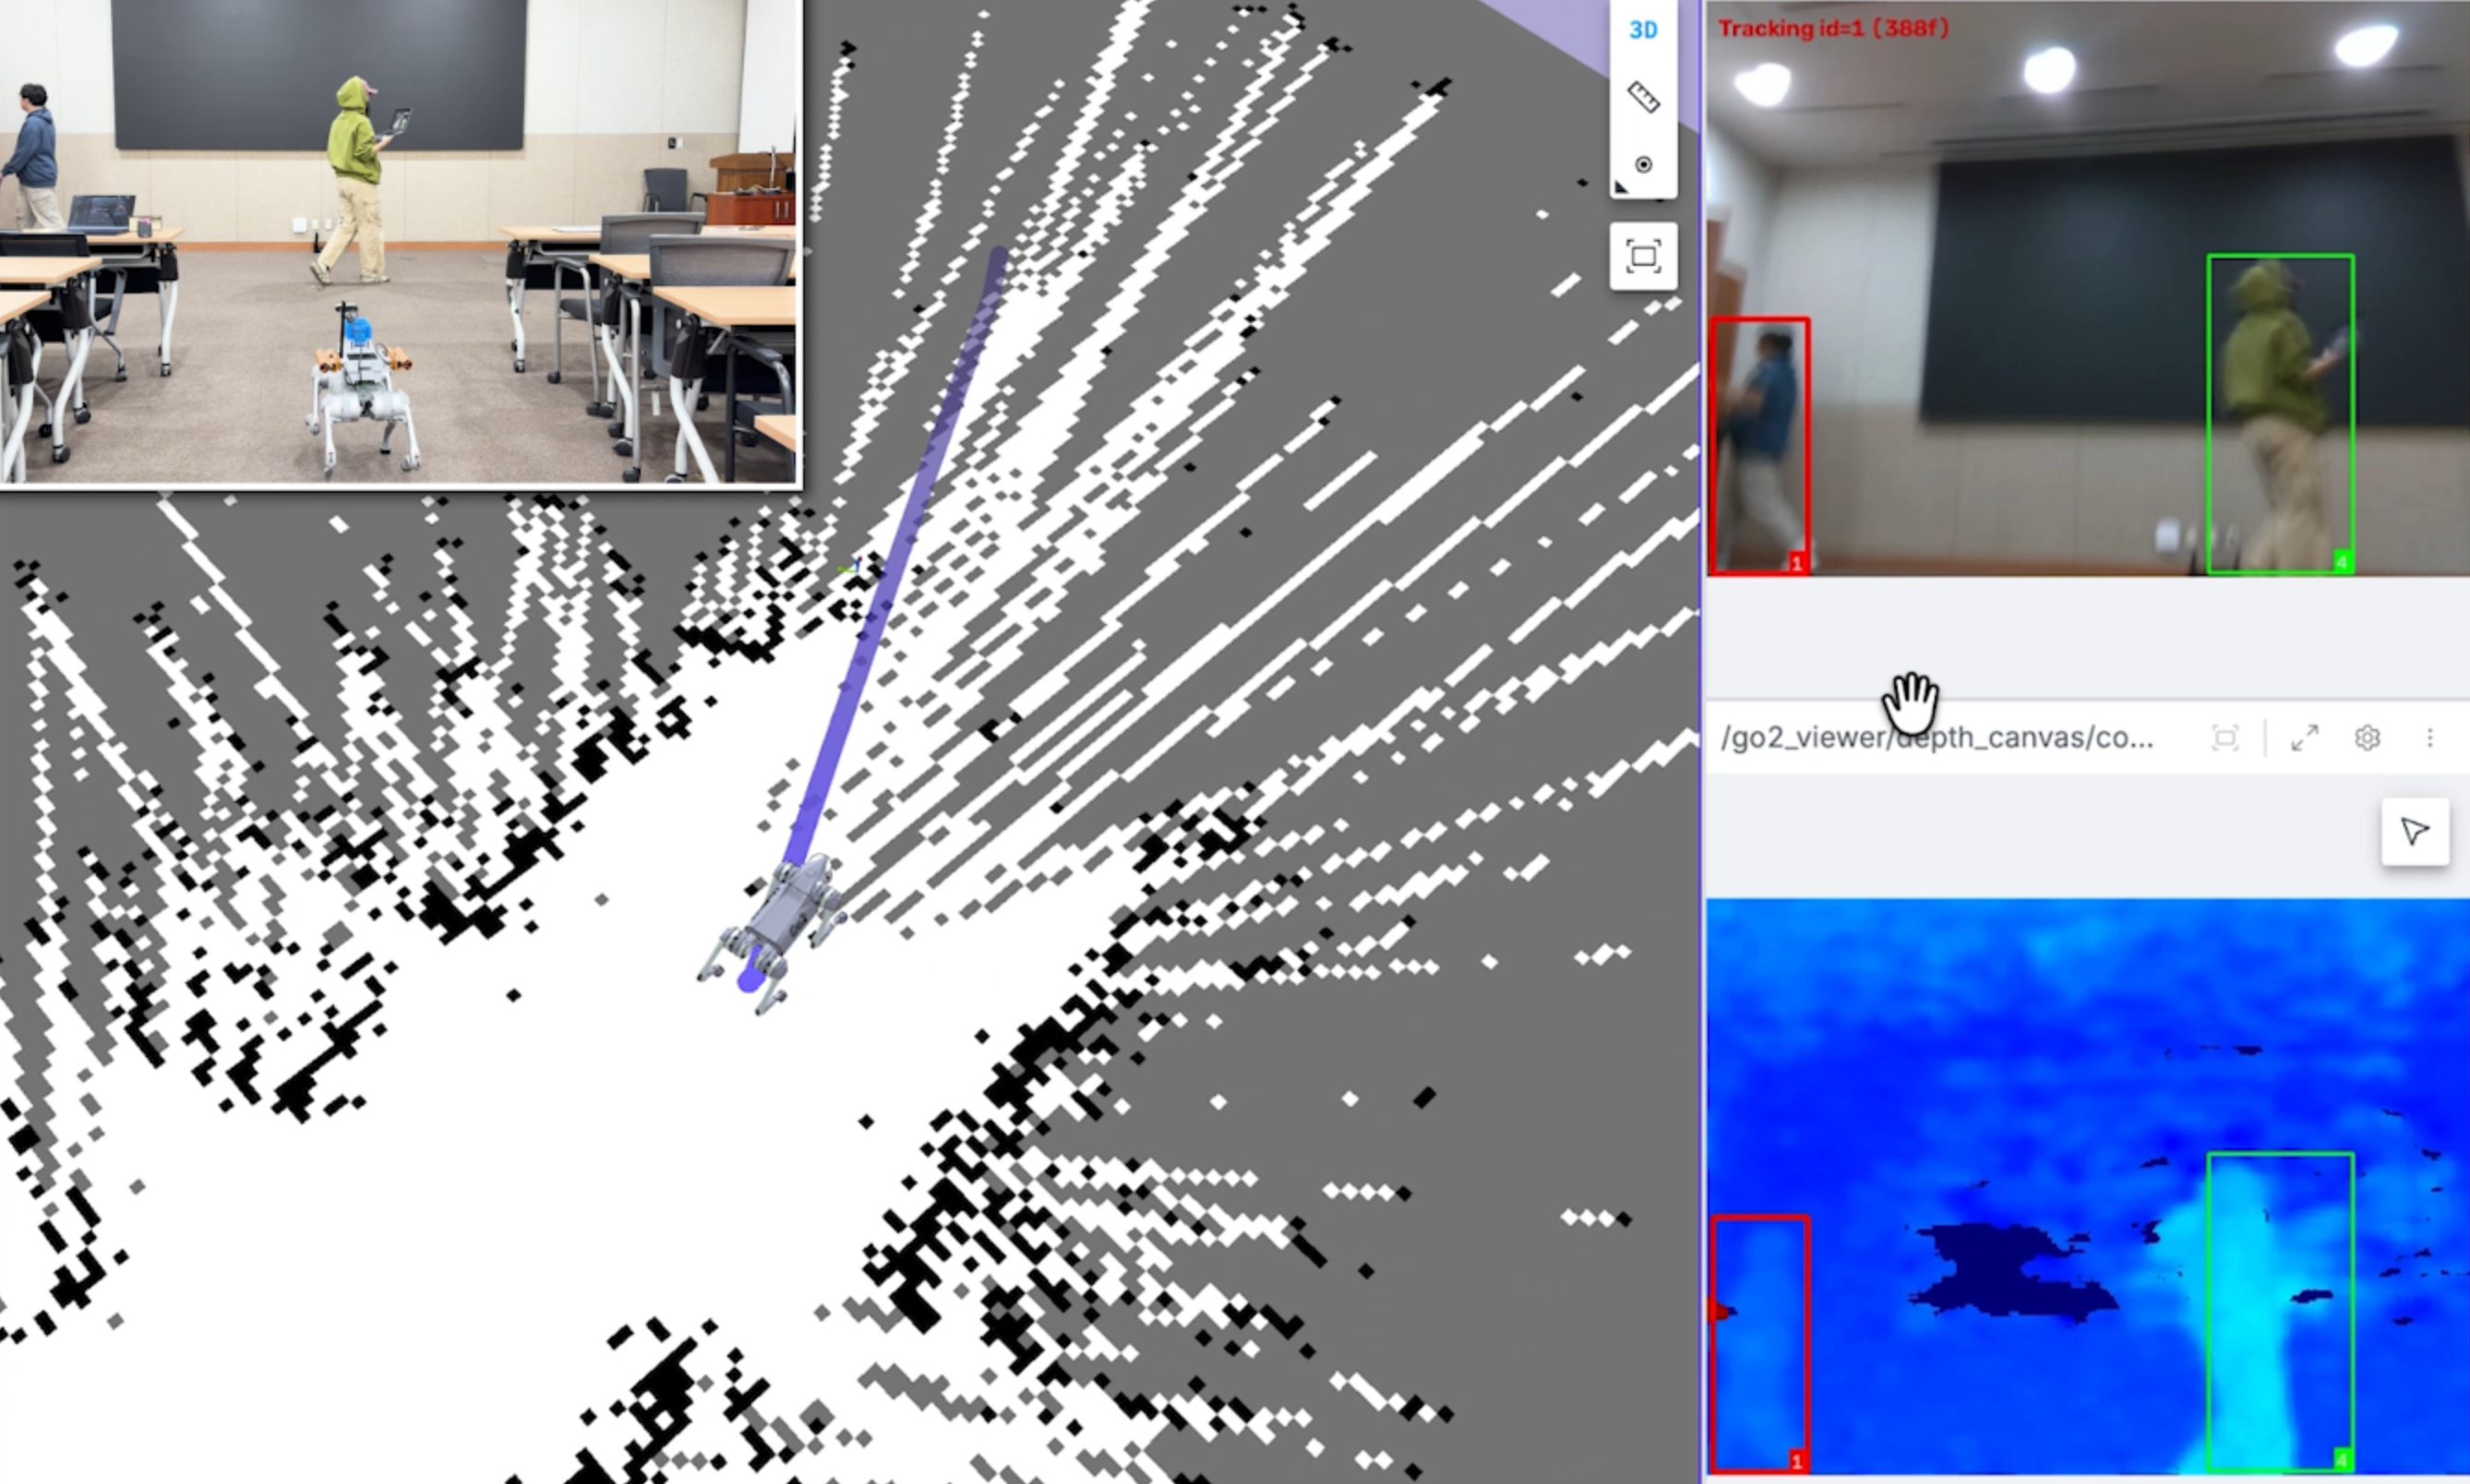 3D
Tracking id=1 (388f)
1
4
/go2_viewer/depth_canvas/co...
1
4